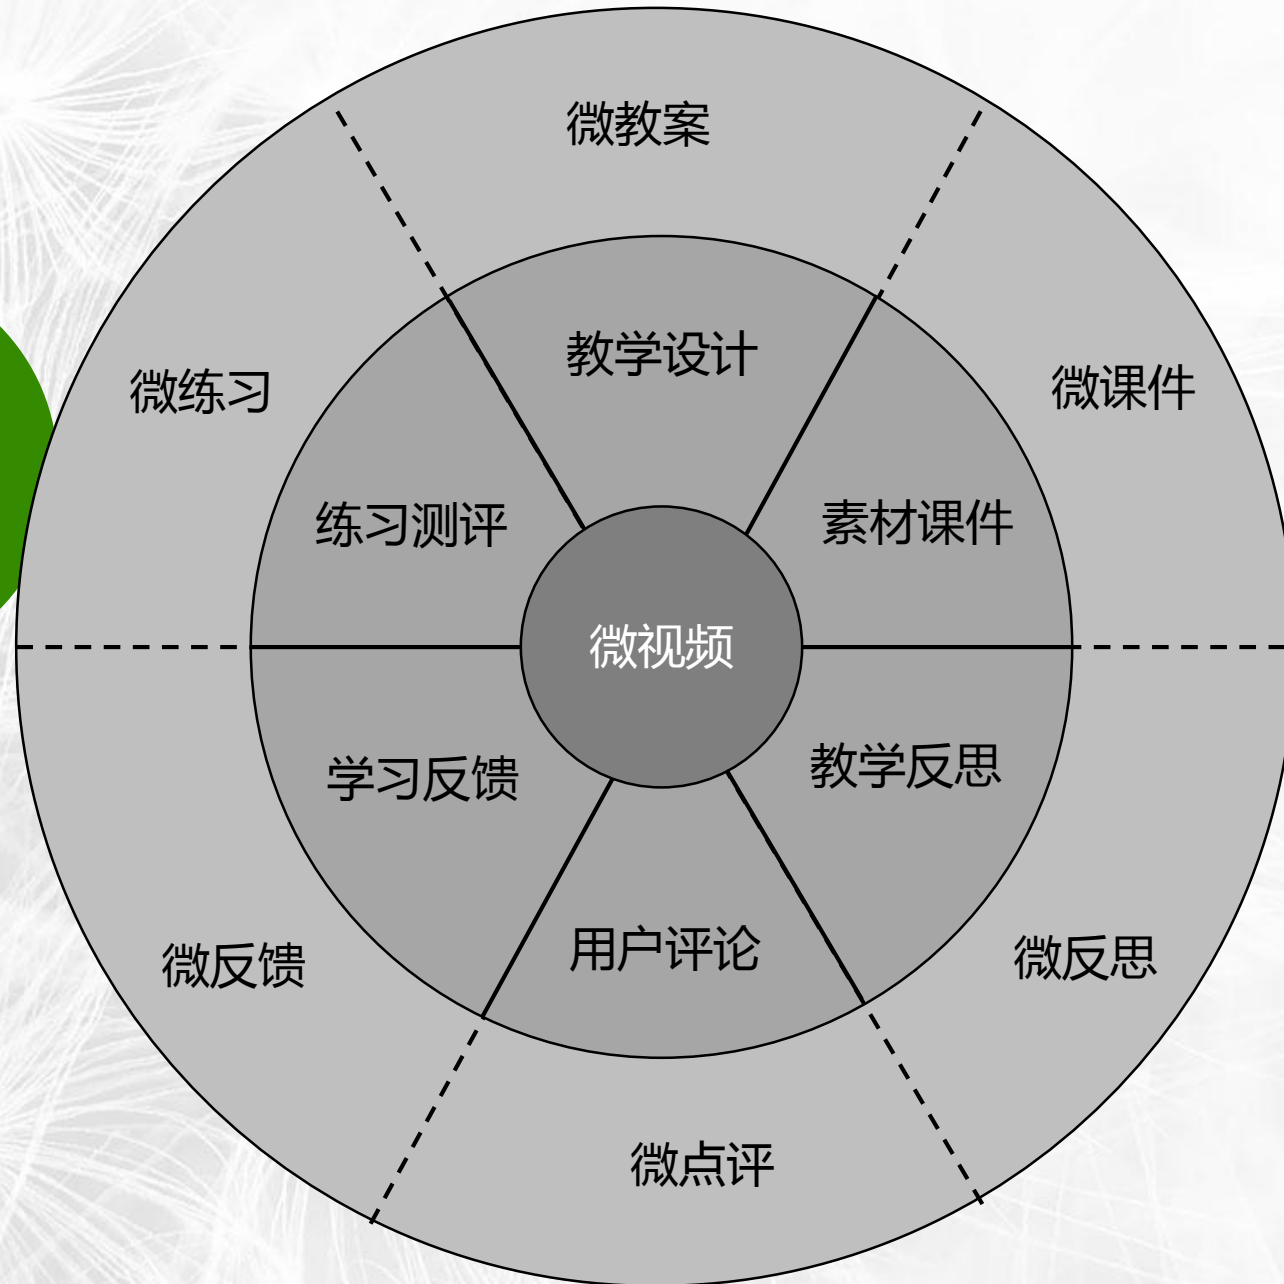 微教案
教学设计
微练习
微课件
练习测评
素材课件
微视频
学习反馈
教学反思
用户评论
微反馈
微反思
微点评